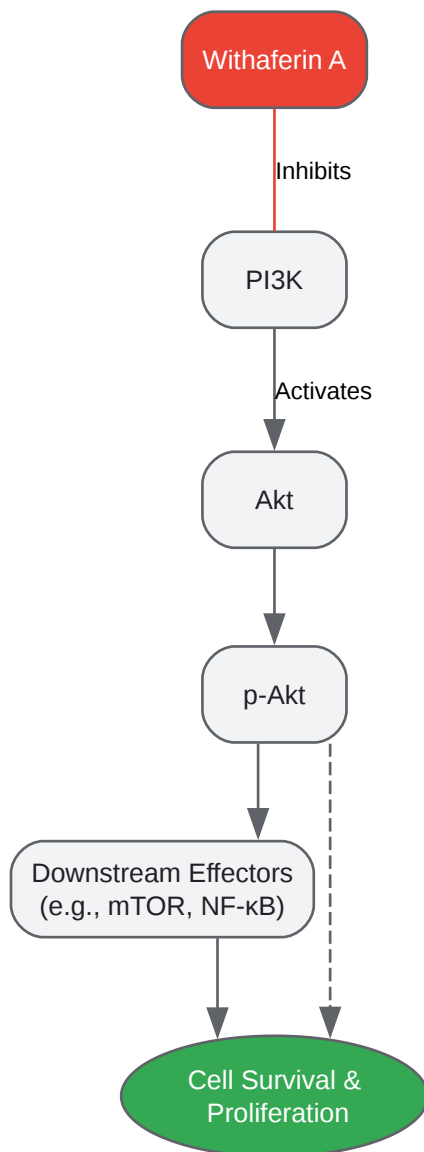 Withaferin A
Inhibits
PI3K
Activates
Akt
p-Akt
Downstream Effectors
(e.g., mTOR, NF-κB)
Cell Survival &
Proliferation